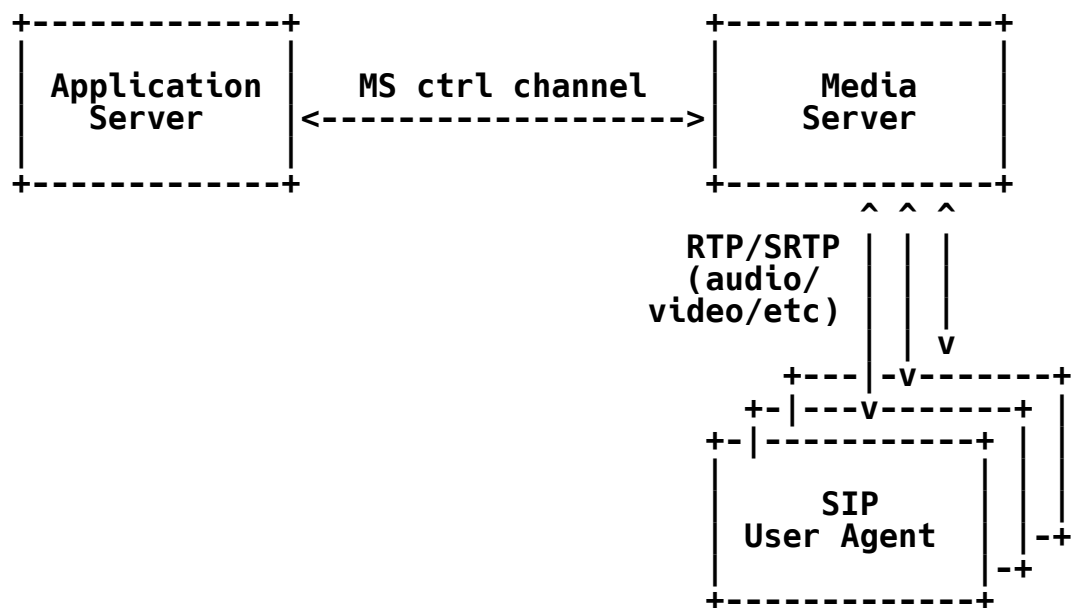 Application
Server
MS ctrl channel
Media
Server
RTP/SRTP
(audio/
video/etc)
SIP
User Agent